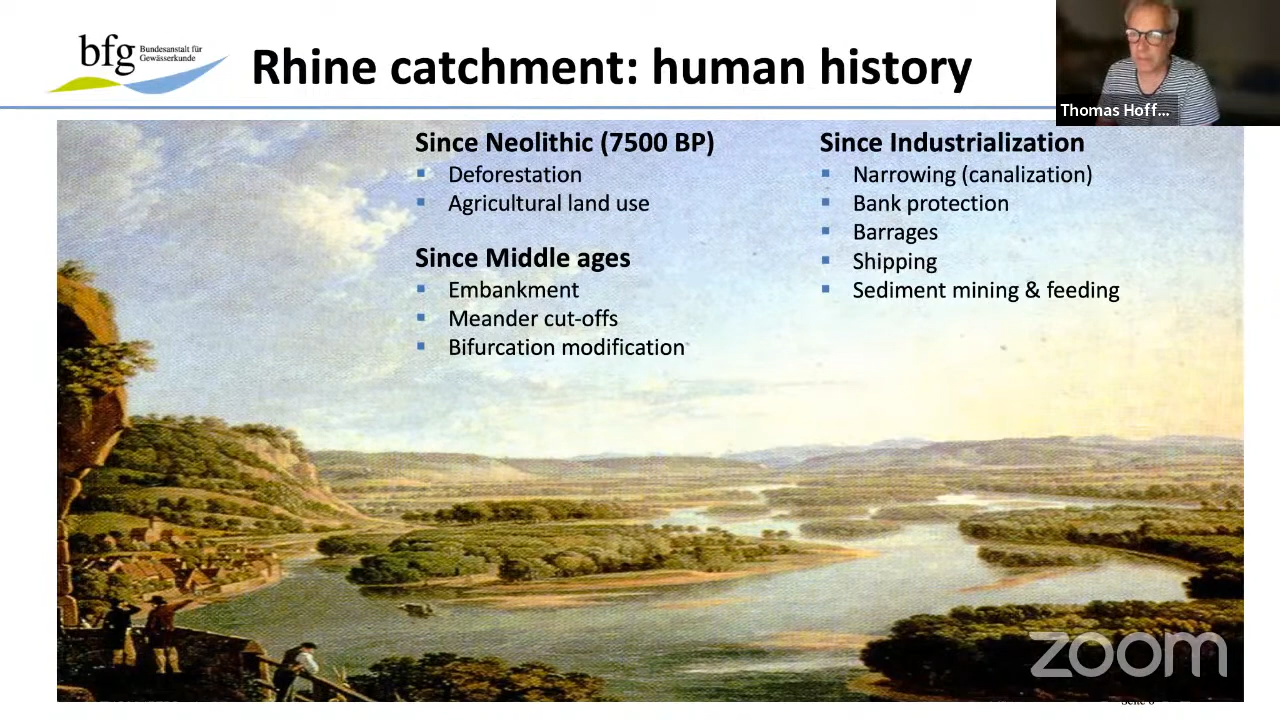 bfg
Bundesanstalt für
Gewässerkunde
Rhine catchment: human history
Thomas Hoff...
Since Neolithic (7500 BP)
Deforestation
Agricultural land use
Since Middle ages
Embankment
Meander cut-offs
Bifurcation modification
Since Industrialization
Narrowing (canalization)
Bank protection
Barrages
Shipping
Sediment mining & feeding
zoom